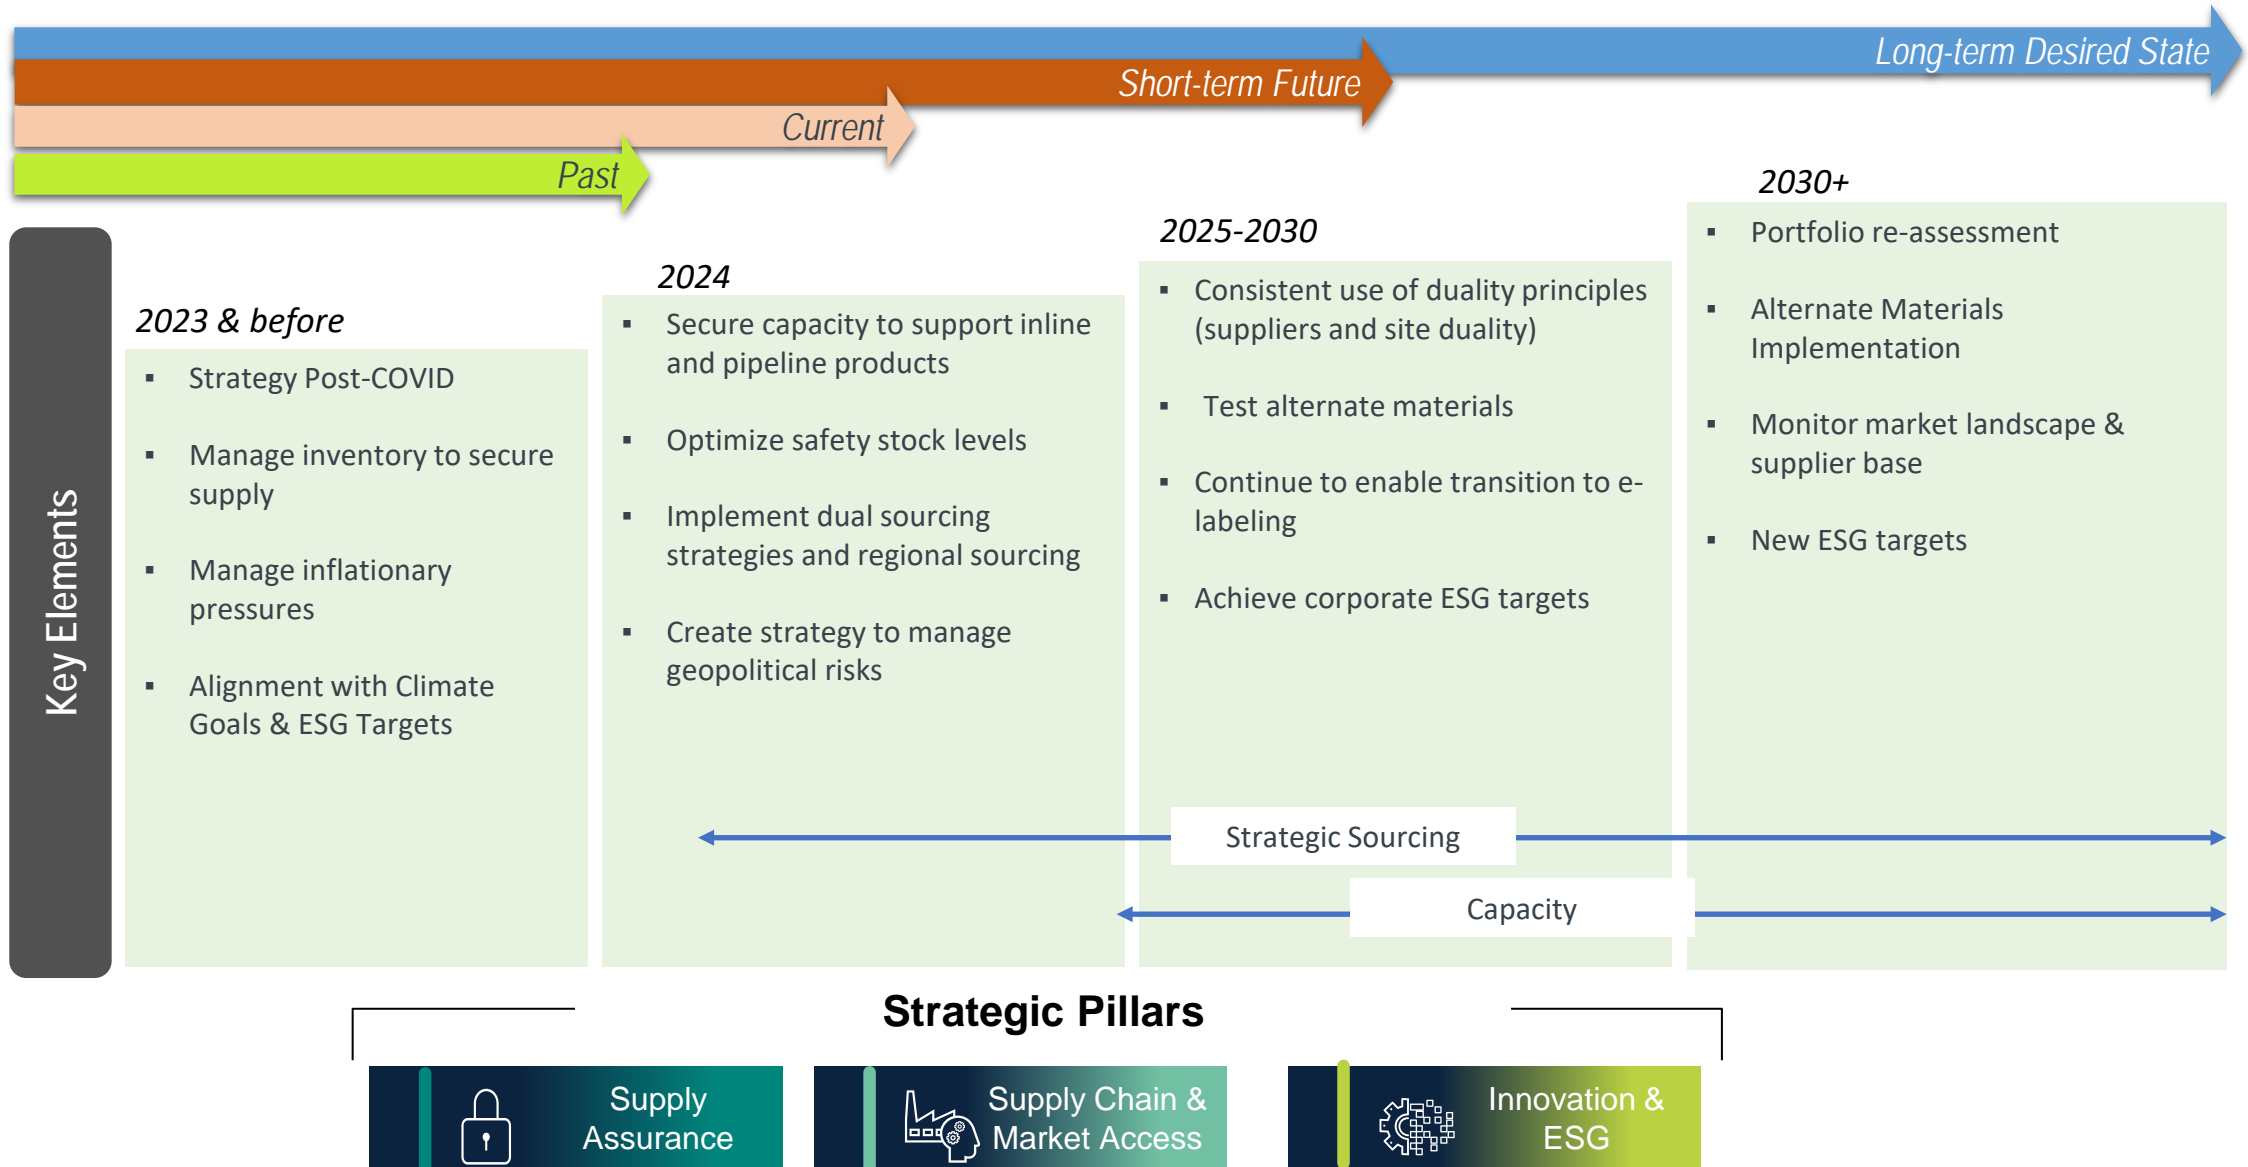 Long-term Desired State
Short-term Future
Current
Past
Key Elements
2023 & before
▪ Strategy Post-COVID
▪ Manage inventory to secure
supply
▪ Manage inflationary
pressures
▪ Alignment with Climate
Goals & ESG Targets
2024
▪ Secure capacity to support inline
and pipeline products
▪ Optimize safety stock levels
▪ Implement dual sourcing
strategies and regional sourcing
▪ Create strategy to manage
geopolitical risks
2025-2030
▪ Consistent use of duality principles
(suppliers and site duality)
▪ Test alternate materials
▪ Continue to enable transition to e-
labeling
▪ Achieve corporate ESG targets
2030+
▪ Portfolio re-assessment
▪ Alternate Materials
Implementation
▪ Monitor market landscape &
supplier base
▪ New ESG targets
Strategic Sourcing
Capacity
Strategic Pillars
Supply
Assurance
Supply Chain &
Market Access
Innovation &
ESG